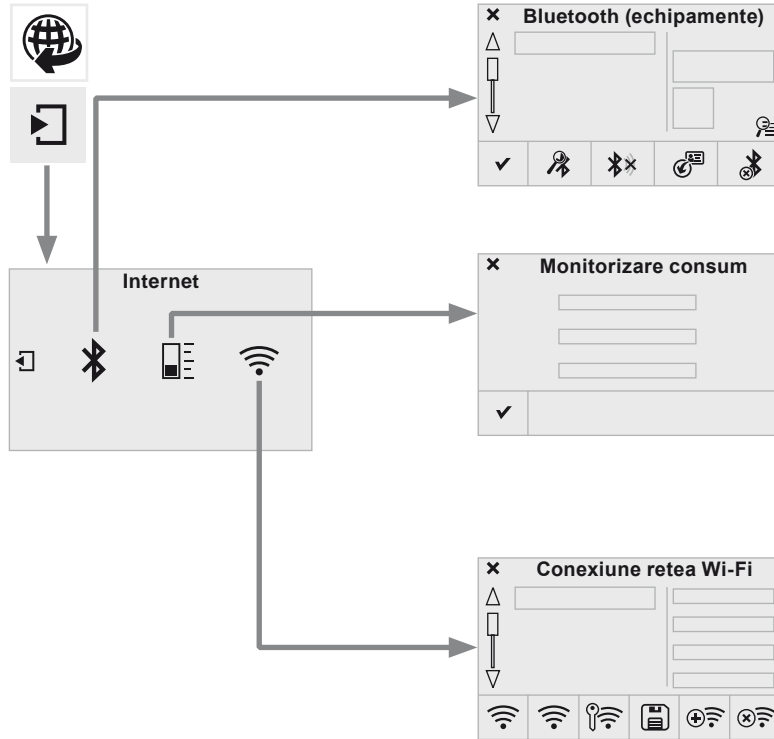 Bluetooth (echipamente)
Internet
Monitorizare consum
Conexiune retea Wi-Fi